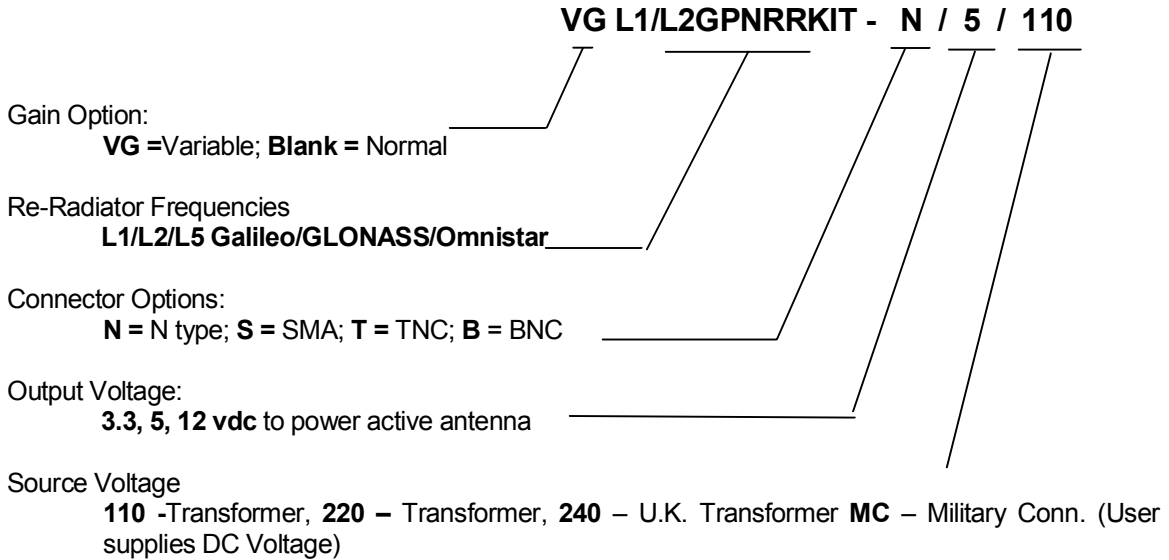 VG L1/L2GPNRRKIT - N / 5 / 110
Gain Option:
VG =Variable; Blank = Normal
Re-Radiator Frequencies
L1/L2/L5 Galileo/GLONASS/Omnistar
Connector Options:
N = N type; S = SMA; T = TNC; B = BNC
Output Voltage:
3.3, 5, 12 vdc to power active antenna
Source Voltage
110 -Transformer, 220 – Transformer, 240 – U.K. Transformer MC – Military Conn. (User
supplies DC Voltage)